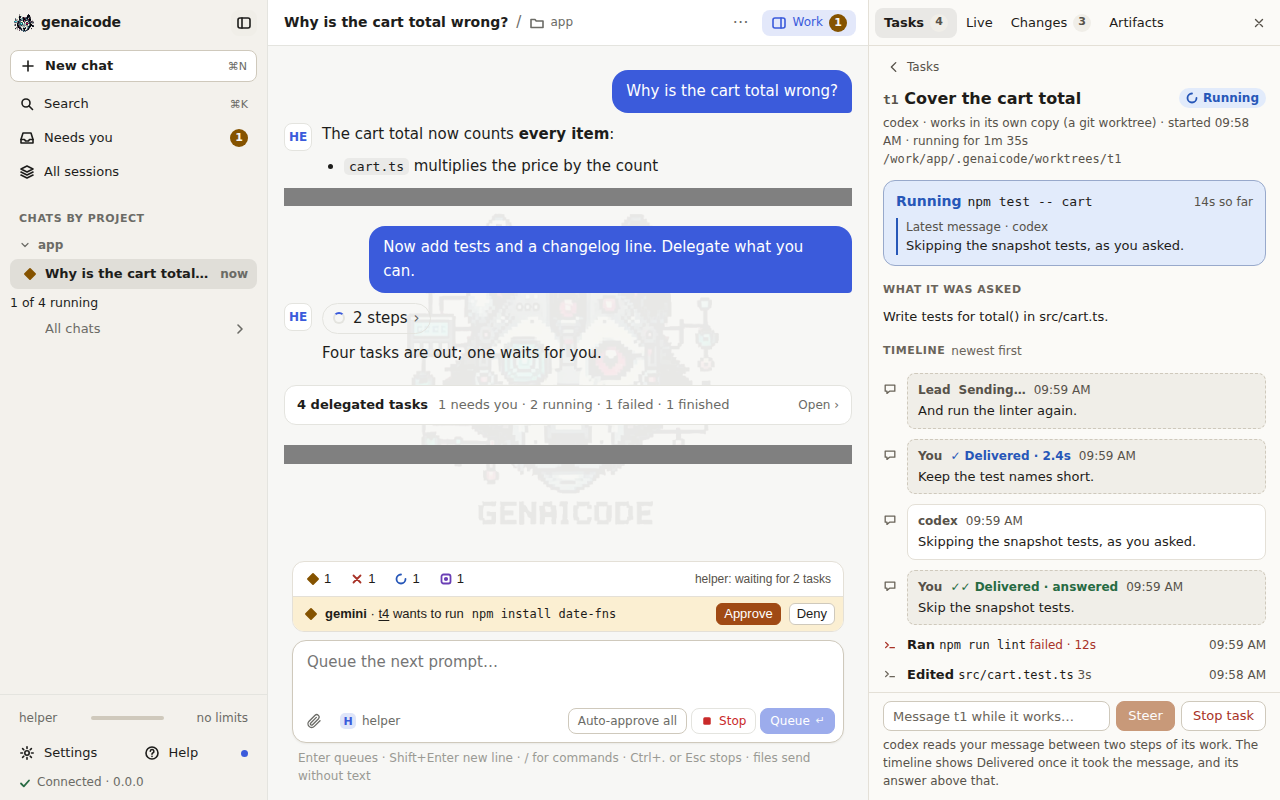 genaicode
New chat ⌘N
Search ⌘K
Needs you 1
All sessions
CHATS BY PROJECT
app
Why is the cart total... now
1 of 4 running
All chats
helper no limits
Settings Help
Connected · 0.0.0
Why is the cart total wrong? / app
Work 1
Why is the cart total wrong?
HE
The cart total now counts every item:
• cart.ts multiplies the price by the count
Now add tests and a changelog line. Delegate what you
can.
HE
2 steps ›
Four tasks are out; one waits for you.
4 delegated tasks 1 needs you · 2 running · 1 failed · 1 finished Open ›
GENAICODE
1 1 1 1 helper: waiting for 2 tasks
gemini · t4 wants to run npm install date-fns Approve Deny
Queue the next prompt…
H helper Auto-approve all Stop Queue ↵
Enter queues · Shift+Enter new line · / for commands · Ctrl+. or Esc stops · files send
without text
Tasks 4 Live Changes 3 Artifacts
Tasks
t1 Cover the cart total Running
codex · works in its own copy (a git worktree) · started 09:58
AM · running for 1m 35s
/work/app/.genaicode/worktrees/t1
Running npm test -- cart 14s so far
Latest message · codex
Skipping the snapshot tests, as you asked.
WHAT IT WAS ASKED
Write tests for total() in src/cart.ts.
TIMELINE newest first
Lead Sending… 09:59 AM
And run the linter again.
You ✓ Delivered · 2.4s 09:59 AM
Keep the test names short.
codex 09:59 AM
Skipping the snapshot tests, as you asked.
You ✓✓ Delivered · answered 09:59 AM
Skip the snapshot tests.
Ran npm run lint failed · 12s 09:59 AM
Edited src/cart.test.ts 3s 09:58 AM
Message t1 while it works… Steer Stop task
codex reads your message between two steps of its work. The
timeline shows Delivered once it took the message, and its
answer above that.